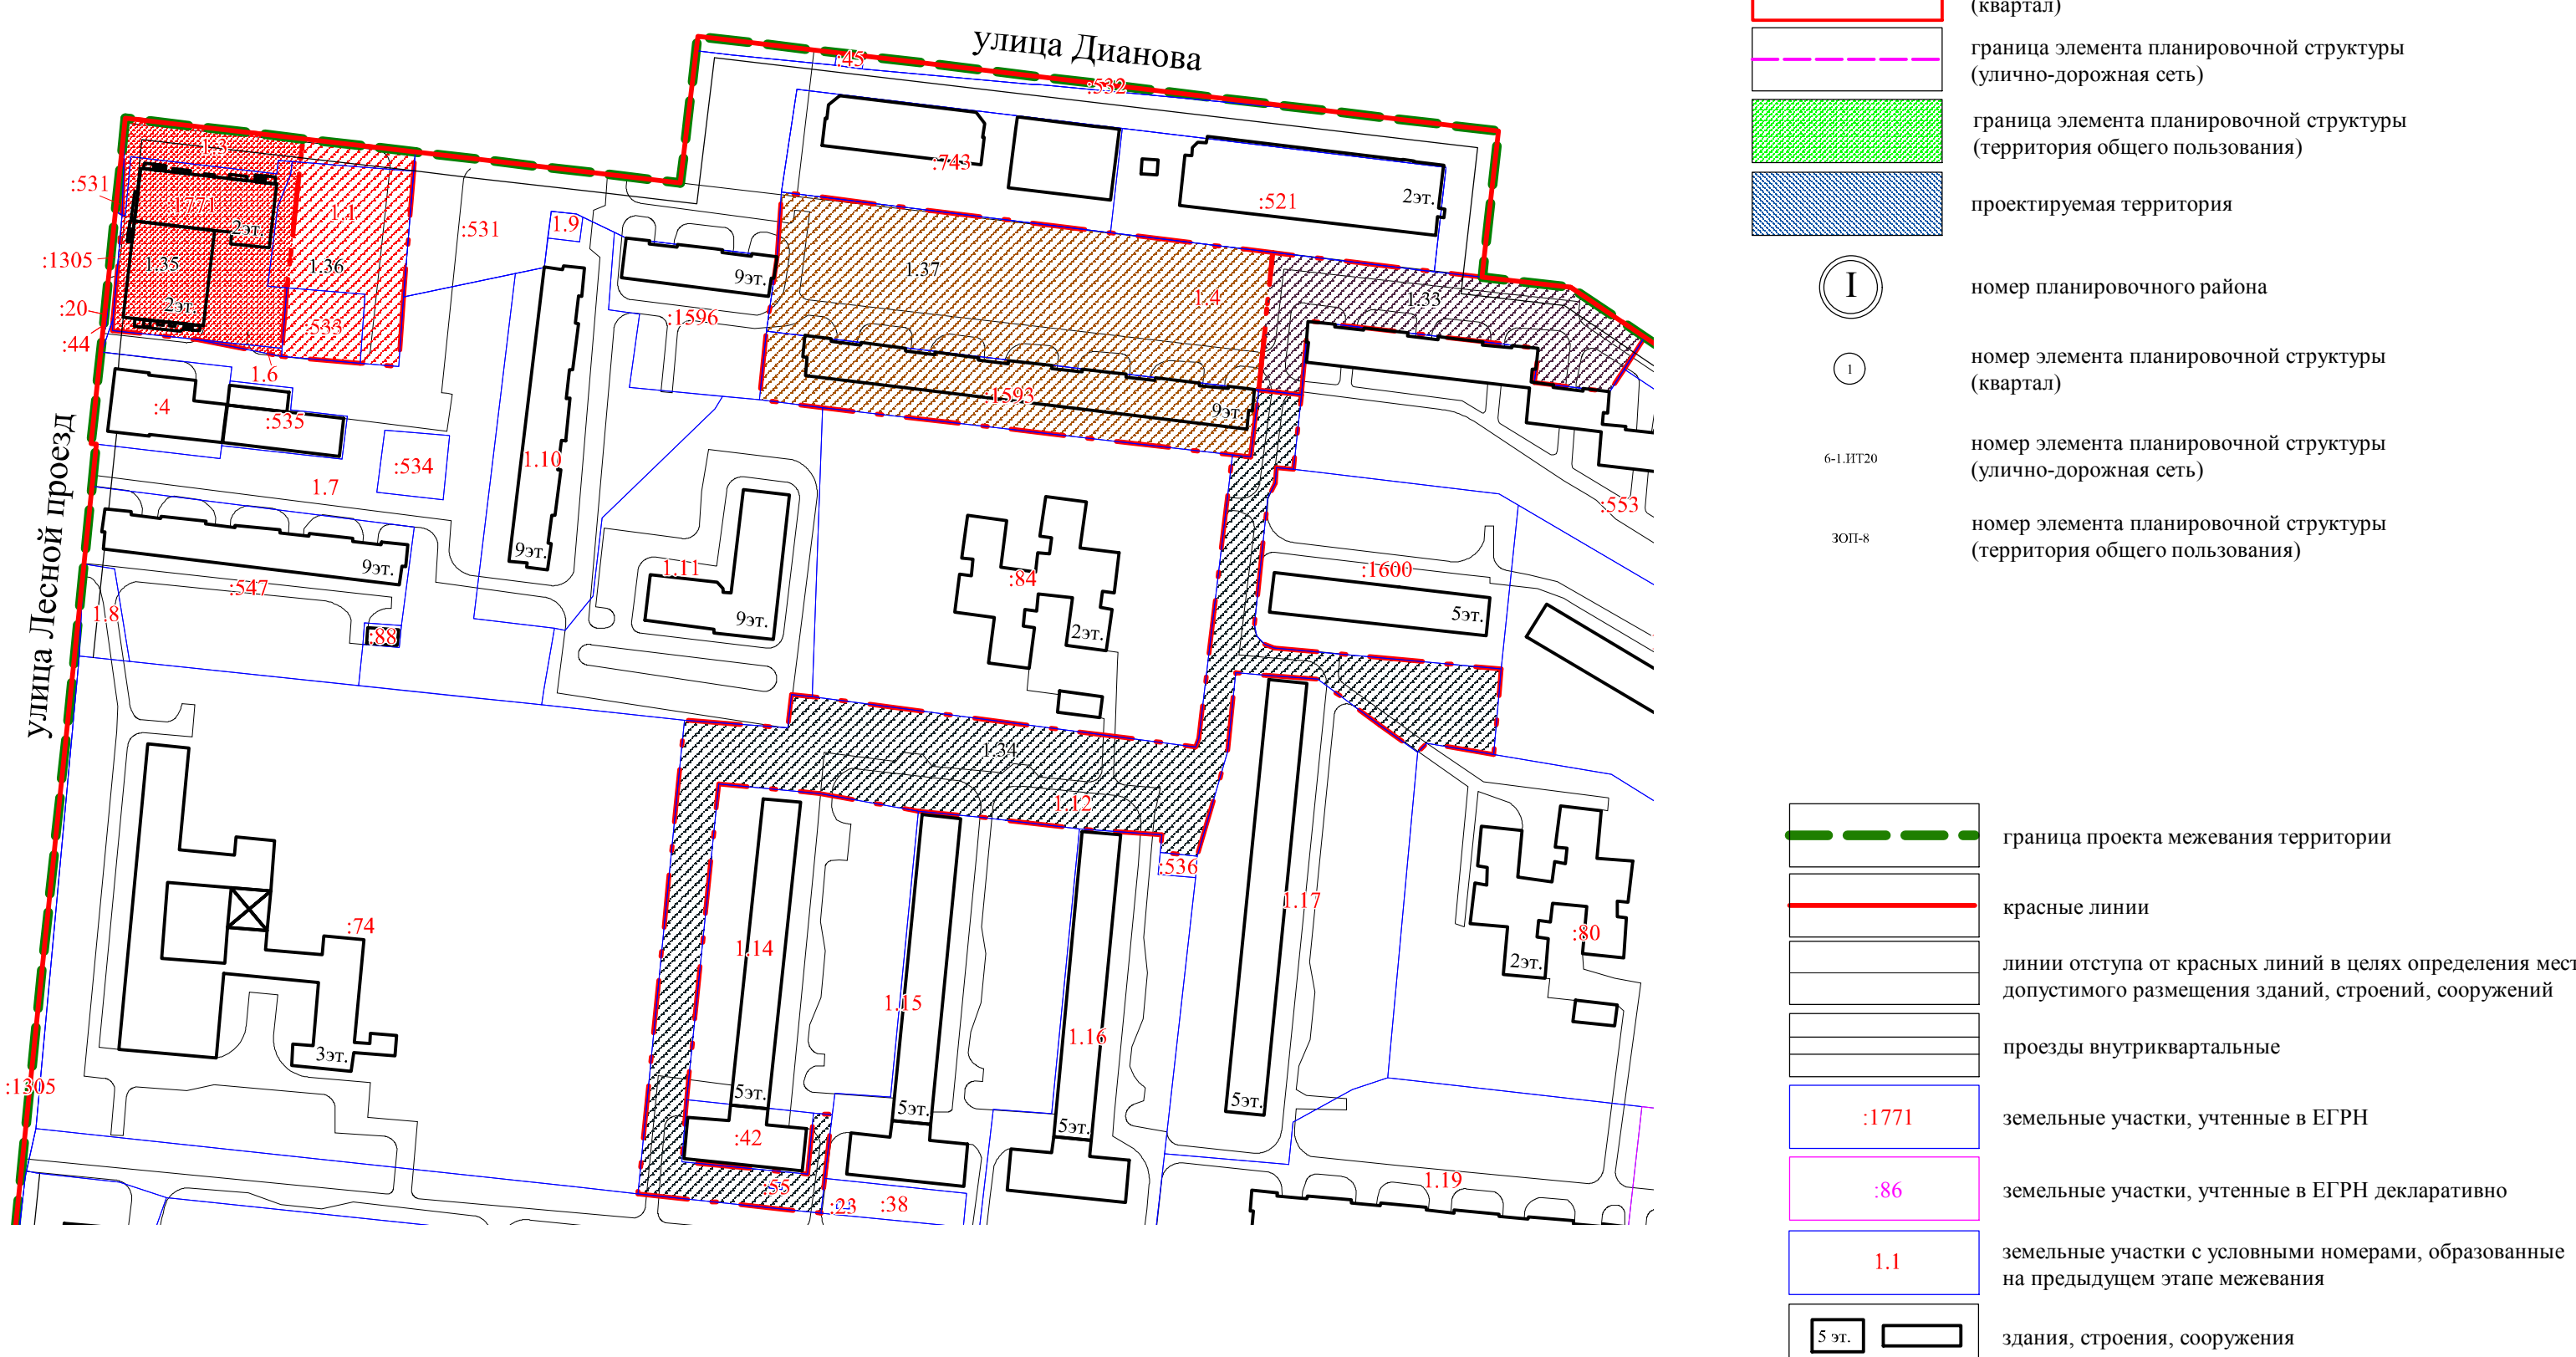 улица Дианова
:45
:532
1.5
:531
:743
2эт.
1771
1.1
:521
:531
1.9
2эт.
9эт.
1.37
:1305
1.35
1.36
1.4
1.33
:20
2эт.
:533
:1596
:44
1.6
:4
:535
1593
9эт.
:534
1.10
1.7
:553
9эт.
9эт.
:547
1.11
:84
:1600
1.8
:88
9эт.
2эт.
5эт.
улица Лесной проезд
1.34
1.12
:536
1.17
:74
1.14
:80
2эт.
1.15
1.16
3эт.
:1305
5эт.
5эт.
5эт.
5эт.
:42
:55
:23
:38
1.19
(квартал)
граница элемента планировочной структуры
(улично-дорожная сеть)
граница элемента планировочной структуры
(территория общего пользования)
проектируемая территория
I
номер планировочного района
1
номер элемента планировочной структуры
(квартал)
6-1.ИТ20
номер элемента планировочной структуры
(улично-дорожная сеть)
ЗОП-8
номер элемента планировочной структуры
(территория общего пользования)
граница проекта межевания территории
красные линии
линии отступа от красных линий в целях определения мест
допустимого размещения зданий, строений, сооружений
проезды внутриквартальные
:1771
земельные участки, учтенные в ЕГРН
:86
земельные участки, учтенные в ЕГРН декларативно
1.1
земельные участки с условными номерами, образованные
на предыдущем этапе межевания
5 эт.
здания, строения, сооружения